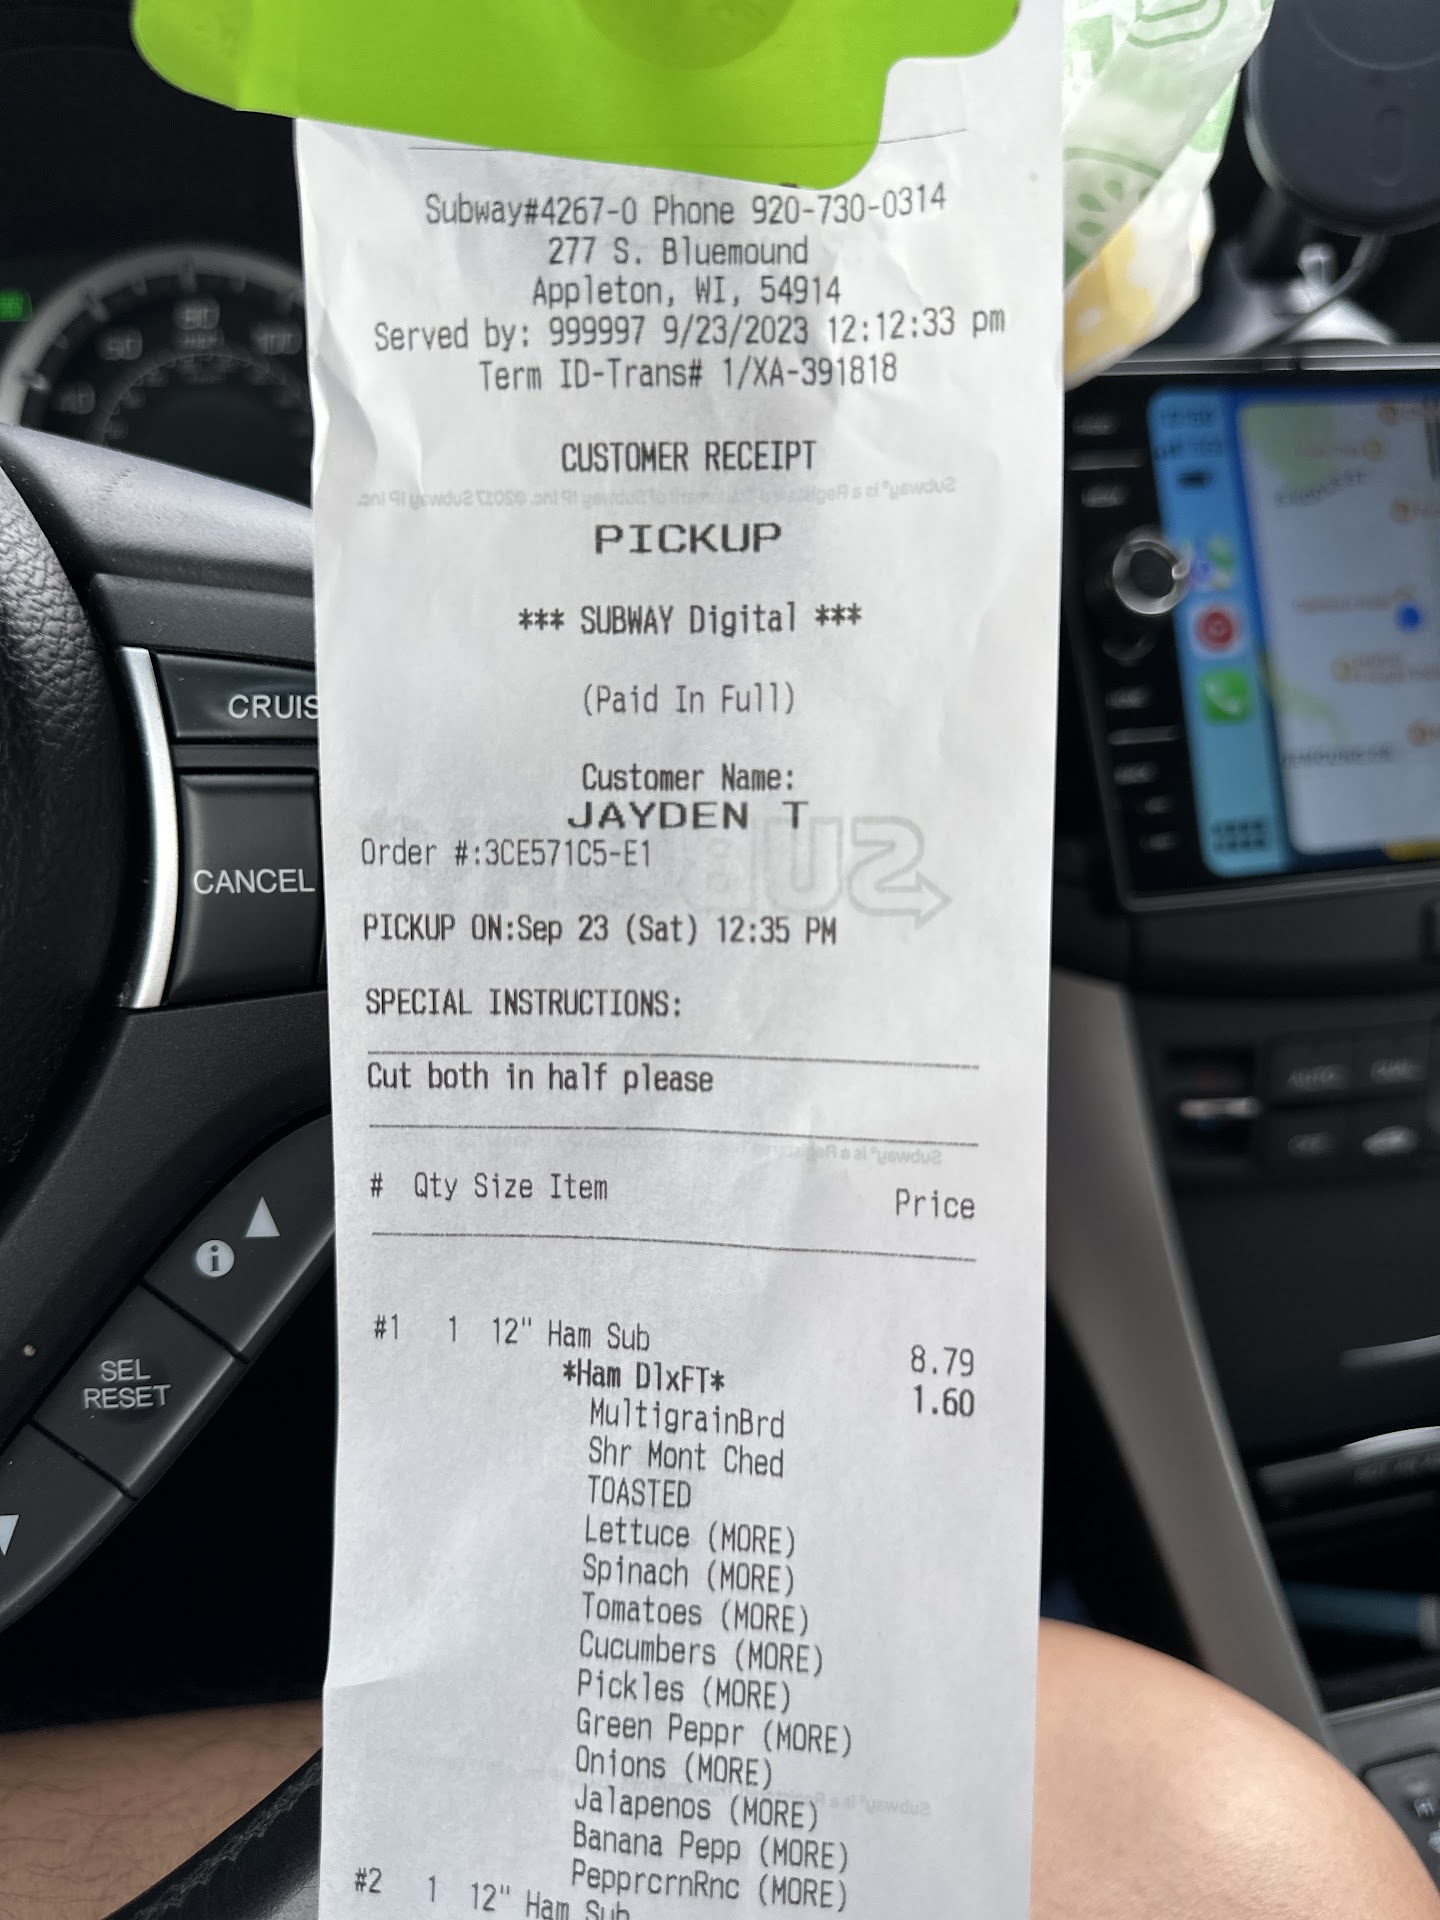 Subway#4267-0 Phone 920-730-0314
277 S. Bluemound
Appleton, WI, 54914
Served by: 999997 9/23/2023 12:12:33 pm
Term ID-Trans# 1/XA-391818
CUSTOMER RECEIPT
PICKUP
*** SUBWAY Digital ***
(Paid In Full)
Customer Name:
JAYDEN T
Order #:3CE571C5-E1
PICKUP ON:Sep 23 (Sat) 12:35 PM
SPECIAL INSTRUCTIONS:
Cut both in half please
# Qty Size Item Price
#1 1 12" Ham Sub 8.79
*Ham DlxFT* 1.60
MultigrainBrd
Shr Mont Ched
TOASTED
Lettuce (MORE)
Spinach (MORE)
Tomatoes (MORE)
Cucumbers (MORE)
Pickles (MORE)
Green Peppr (MORE)
Onions (MORE)
Jalapenos (MORE)
Banana Pepp (MORE)
PepprcrnRnc (MORE)
#2 1 12" Ham Sub
CRUIS
CANCEL
SEL
RESET